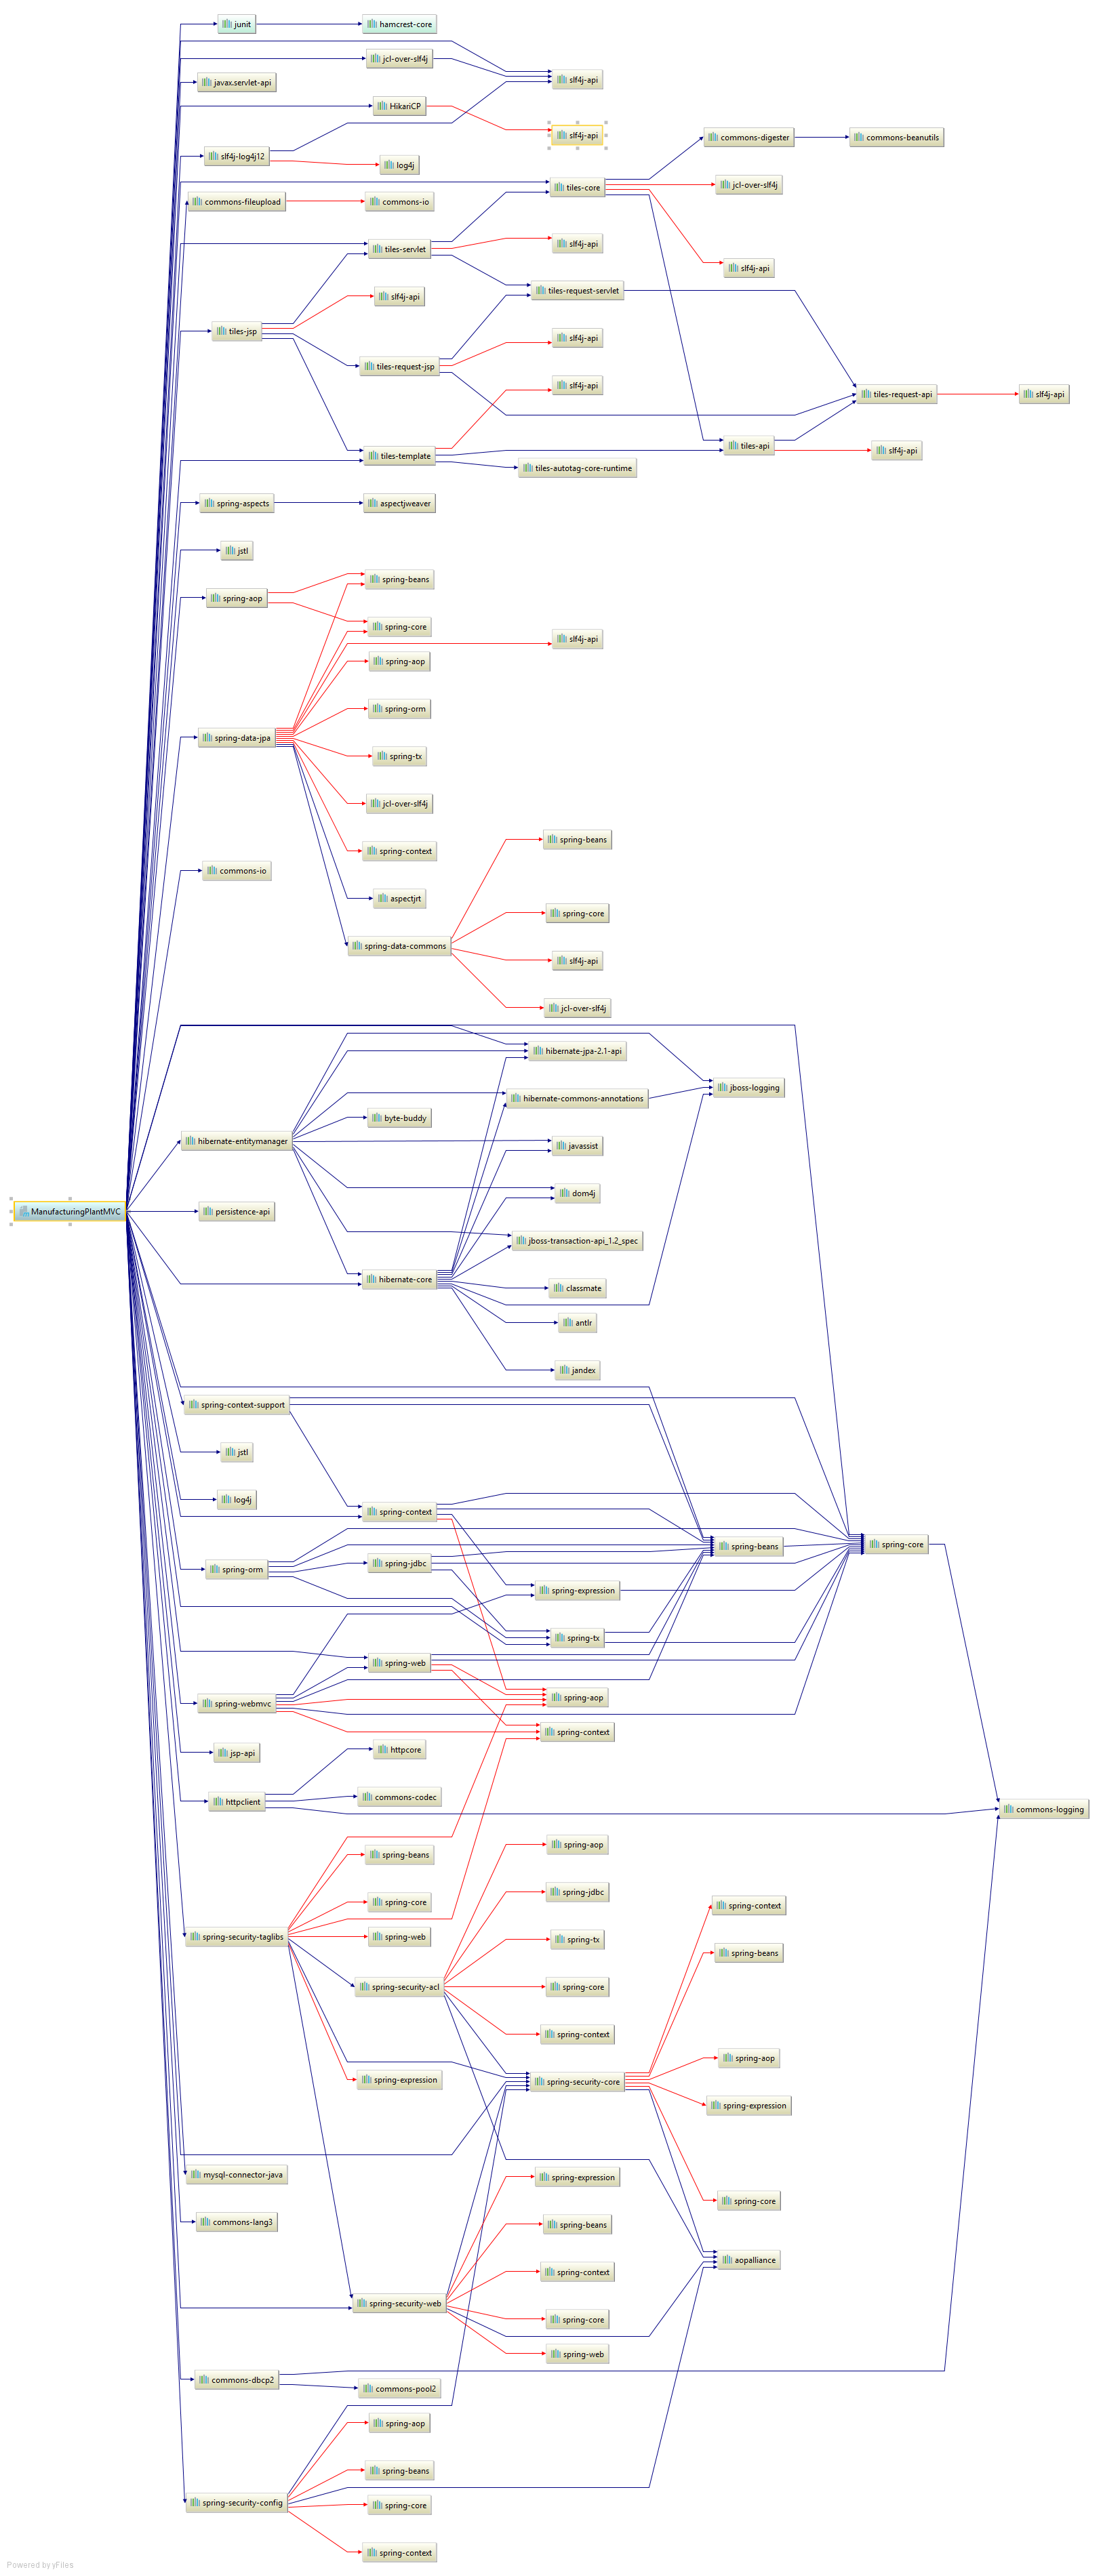 junit
hamcrest-core
jcl-over-slf4j
javax.servlet-api
slf4j-api
HikariCP
slf4j-api
commons-digester
commons-beanutils
slf4j-log4j12
log4j
tiles-core
jcl-over-slf4j
commons-fileupload
commons-io
tiles-servlet
slf4j-api
slf4j-api
tiles-request-servlet
slf4j-api
tiles-jsp
slf4j-api
tiles-request-jsp
slf4j-api
tiles-request-api
slf4j-api
tiles-api
slf4j-api
tiles-template
tiles-autotag-core-runtime
spring-aspects
aspectjweaver
jstl
spring-beans
spring-aop
spring-core
slf4j-api
spring-aop
spring-orm
spring-data-jpa
spring-tx
jcl-over-slf4j
spring-beans
spring-context
commons-io
aspectjrt
spring-core
spring-data-commons
slf4j-api
jcl-over-slf4j
hibernate-jpa-2.1-api
jboss-logging
hibernate-commons-annotations
byte-buddy
hibernate-entitymanager
javassist
dom4j
ManufacturingPlantMVC
persistence-api
jboss-transaction-api_1.2_spec
hibernate-core
classmate
antlr
jandex
spring-context-support
jstl
log4j
spring-context
spring-beans
spring-core
spring-orm
spring-jdbc
spring-expression
spring-tx
spring-web
spring-webmvc
spring-aop
spring-context
jsp-api
httpcore
httpclient
commons-codec
commons-logging
spring-aop
spring-beans
spring-jdbc
spring-core
spring-context
spring-security-taglibs
spring-web
spring-tx
spring-beans
spring-security-acl
spring-core
spring-context
spring-aop
spring-expression
spring-security-core
spring-expression
mysql-connector-java
spring-expression
spring-core
commons-lang3
spring-beans
aopalliance
spring-context
spring-security-web
spring-core
spring-web
commons-dbcp2
commons-pool2
spring-aop
spring-beans
spring-security-config
spring-core
spring-context
Powered by yFiles